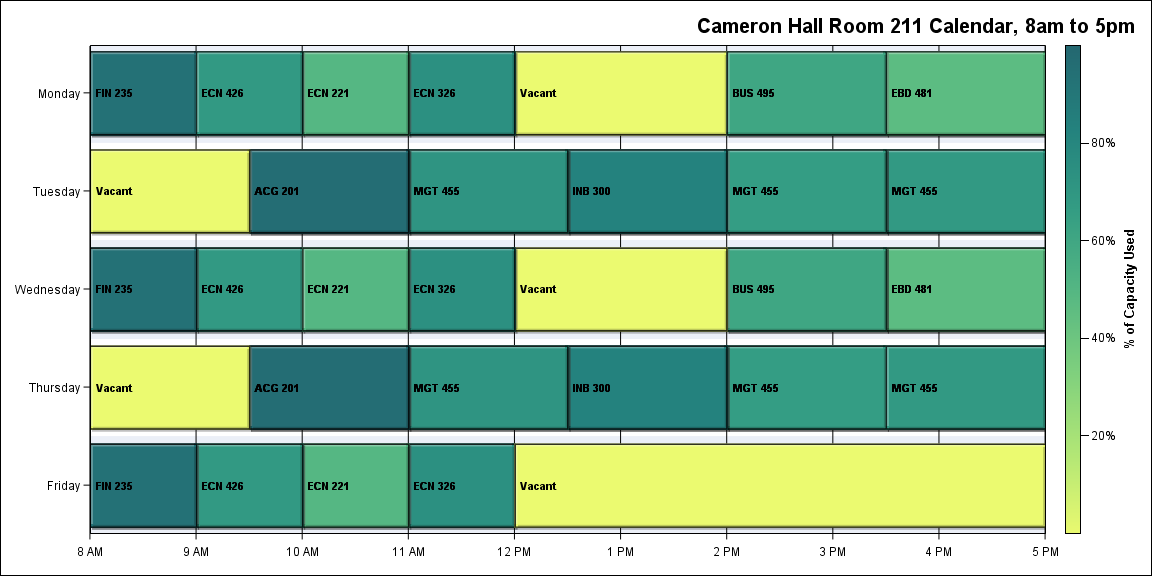 Cameron Hall Room 211 Calendar, 8am to 5pm
Monday
FIN 235
ECN 426
ECN 221
ECN 326
Vacant
BUS 495
EBD 481
Tuesday
Vacant
ACG 201
MGT 455
INB 300
MGT 455
MGT 455
Wednesday
FIN 235
ECN 426
ECN 221
ECN 326
Vacant
BUS 495
EBD 481
Thursday
Vacant
ACG 201
MGT 455
INB 300
MGT 455
MGT 455
Friday
FIN 235
ECN 426
ECN 221
ECN 326
Vacant
8 AM
9 AM
10 AM
11 AM
12 PM
1 PM
2 PM
3 PM
4 PM
5 PM
80%
60%
40%
20%
% of Capacity Used